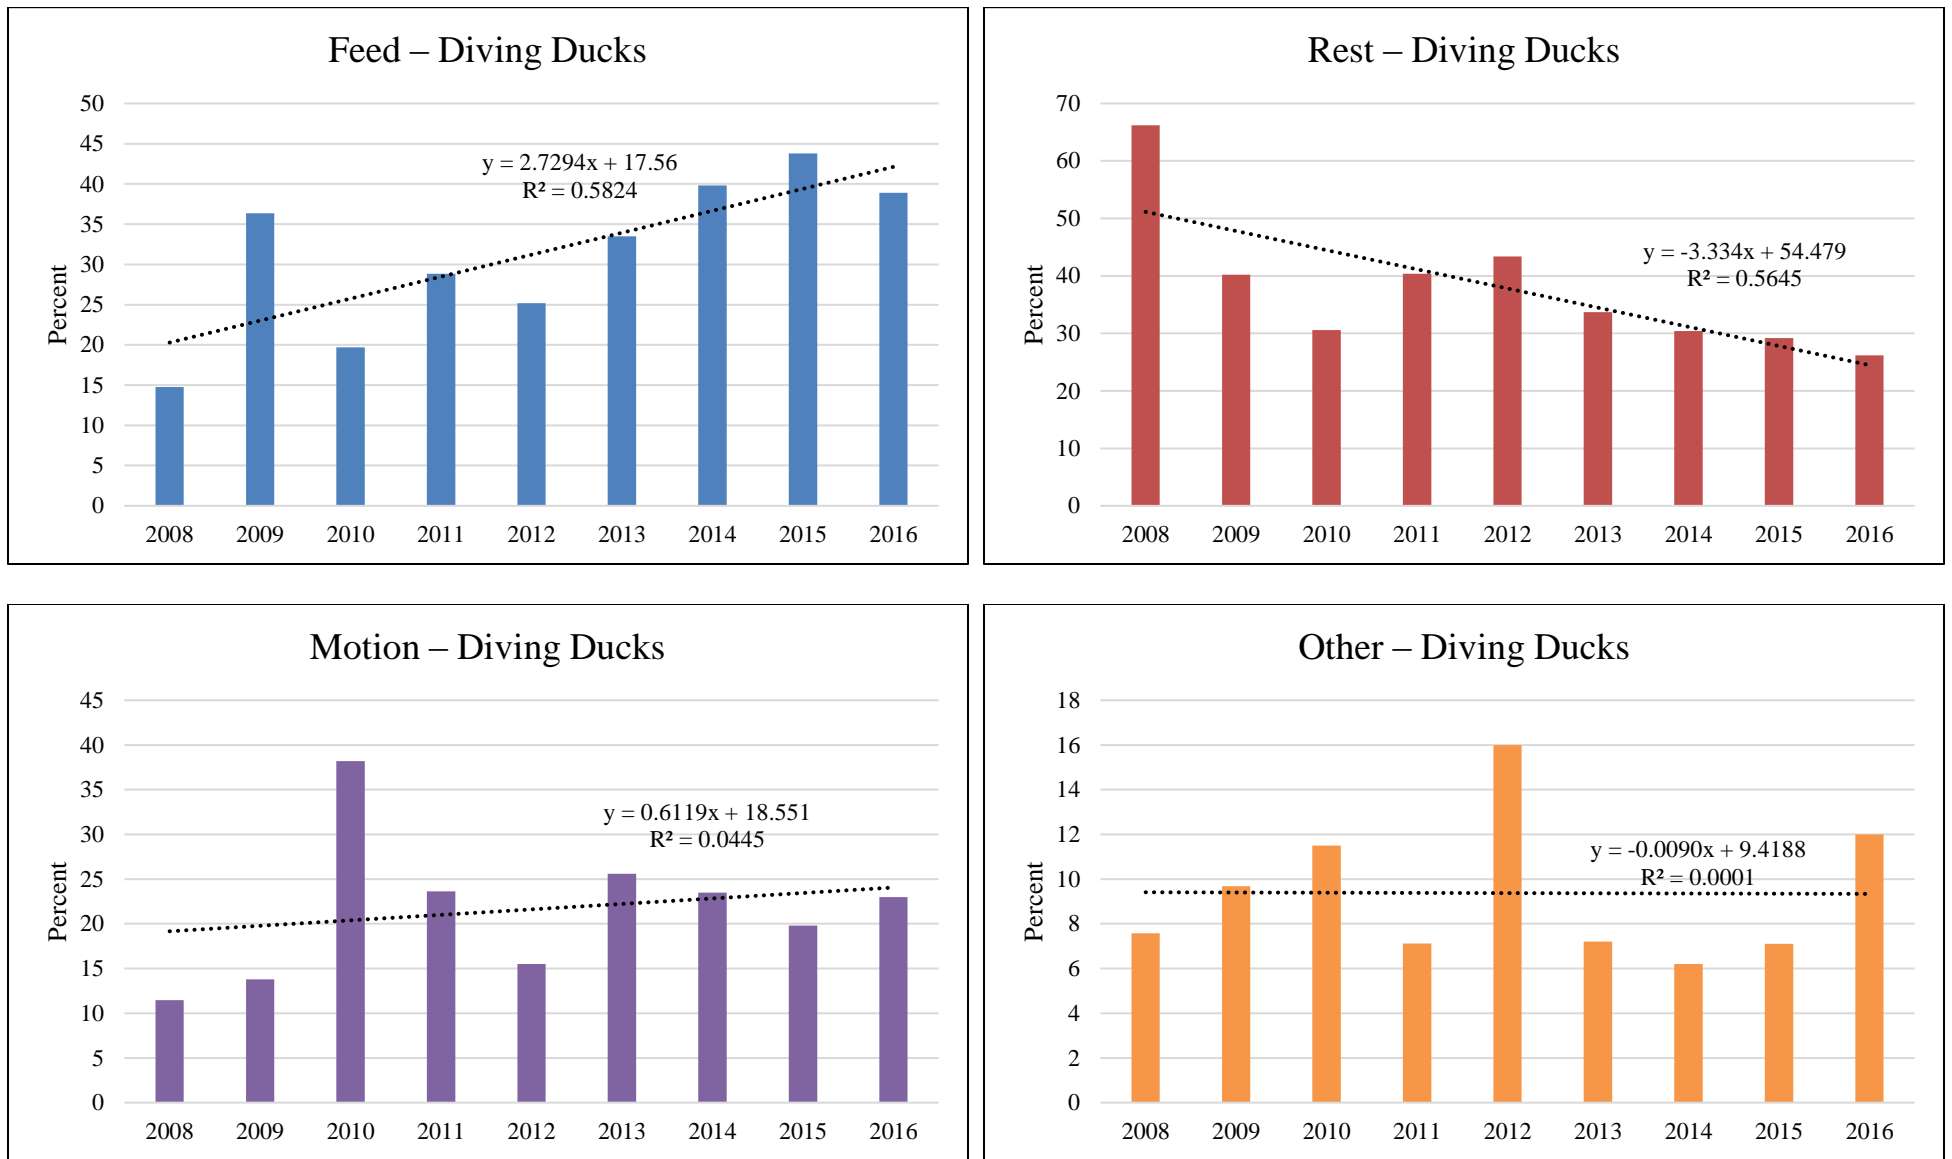 Feed – Diving Ducks
50
45
40
35
30
25
20
15
10
5
0
Percent
y = 2.7294x + 17.56
R² = 0.5824
2008 2009 2010 2011 2012 2013 2014 2015 2016
Rest – Diving Ducks
70
60
50
40
30
20
10
0
Percent
y = -3.334x + 54.479
R² = 0.5645
2008 2009 2010 2011 2012 2013 2014 2015 2016
Motion – Diving Ducks
45
40
35
30
25
20
15
10
5
0
Percent
y = 0.6119x + 18.551
R² = 0.0445
2008 2009 2010 2011 2012 2013 2014 2015 2016
Other – Diving Ducks
18
16
14
12
10
8
6
4
2
0
Percent
y = -0.0090x + 9.4188
R² = 0.0001
2008 2009 2010 2011 2012 2013 2014 2015 2016